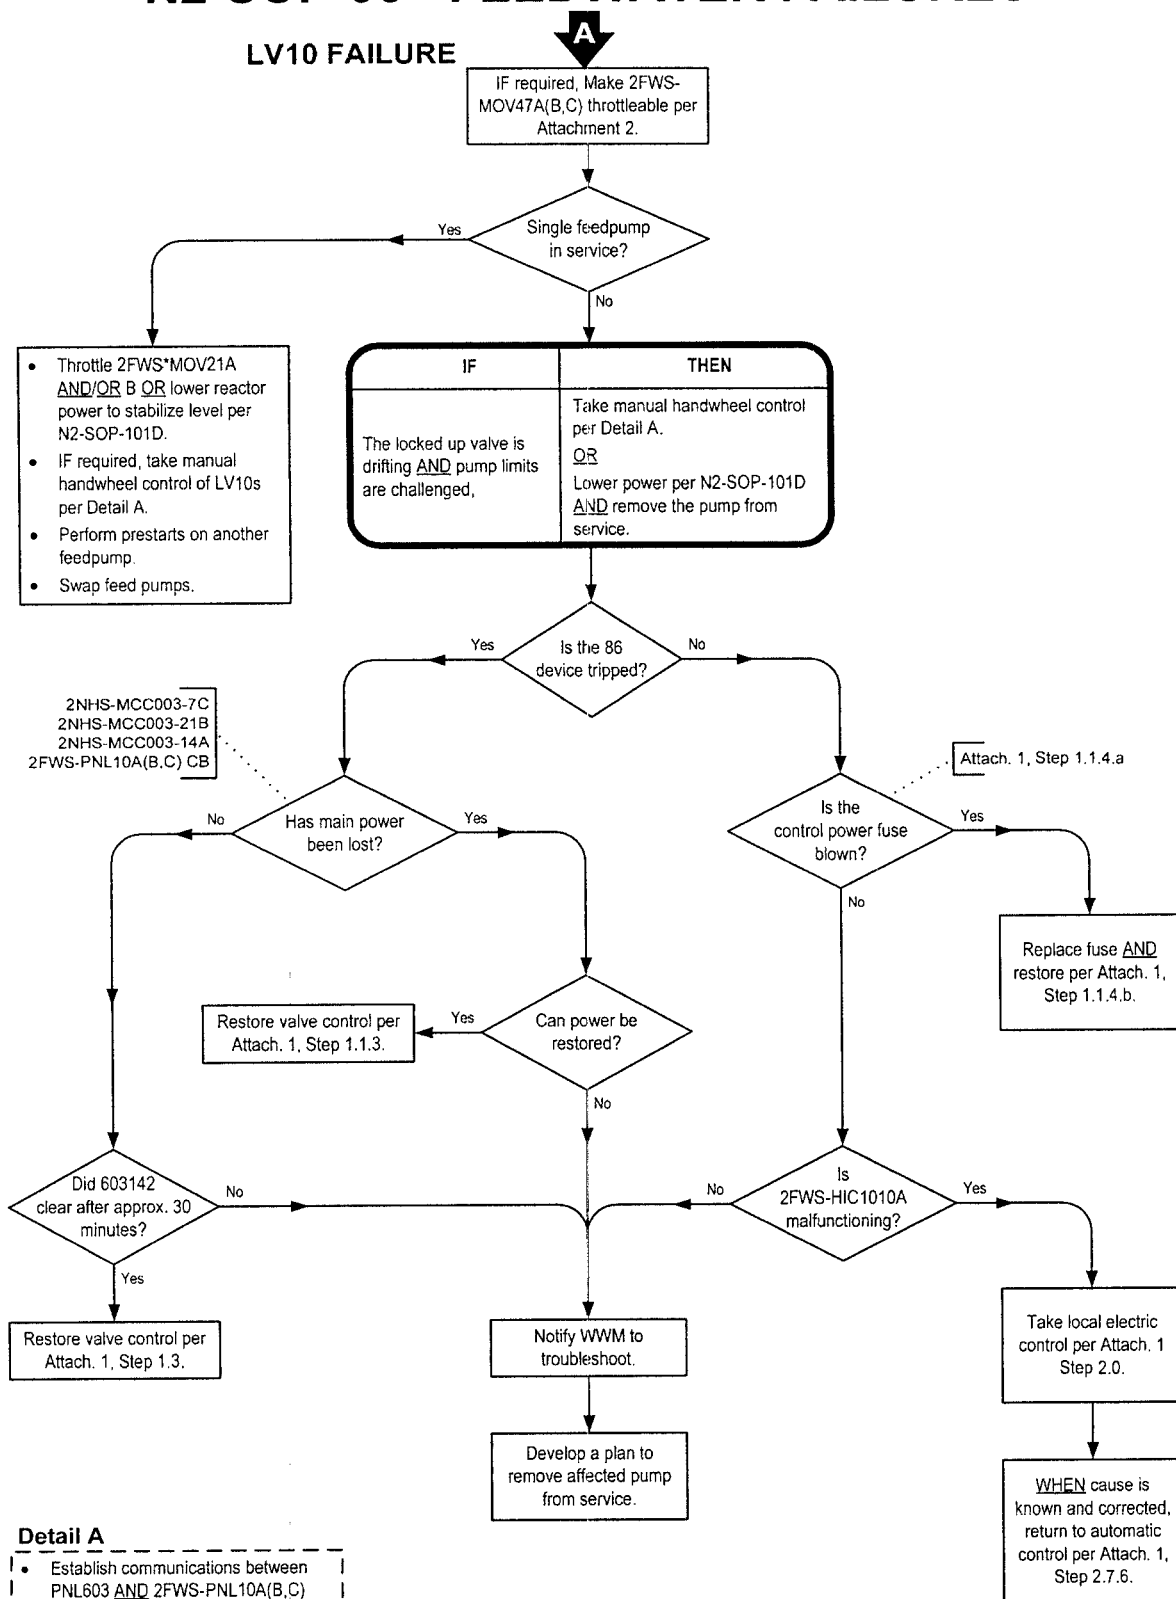 A
LV10 FAILURE
IF required, Make 2FWS-
MOV47A(B,C) throttleable per
Attachment 2.
Single feedpump
in service?
Yes
No
• Throttle 2FWS*MOV21A
AND/OR B OR lower reactor
power to stabilize level per
N2-SOP-101D.
• IF required, take manual
handwheel control of LV10s
per Detail A.
• Perform prestarts on another
feedpump.
• Swap feed pumps.
IF
THEN
The locked up valve is
drifting AND pump limits
are challenged,
Take manual handwheel control
per Detail A.
OR
Lower power per N2-SOP-101D
AND remove the pump from
service.
Is the 86
device tripped?
Yes
No
2NHS-MCC003-7C
2NHS-MCC003-21B
2NHS-MCC003-14A
2FWS-PNL10A(B,C) CB
Attach. 1, Step 1.1.4.a
Has main power
been lost?
No
Yes
Is the
control power fuse
blown?
Yes
No
Replace fuse AND
restore per Attach. 1,
Step 1.1.4.b.
Restore valve control per
Attach. 1, Step 1.1.3.
Yes
Can power be
restored?
No
Did 603142
clear after approx. 30
minutes?
No
Yes
Is
2FWS-HIC1010A
malfunctioning?
No
Yes
Restore valve control per
Attach. 1, Step 1.3.
Notify WWM to
troubleshoot.
Take local electric
control per Attach. 1
Step 2.0.
Develop a plan to
remove affected pump
from service.
WHEN cause is
known and corrected,
return to automatic
control per Attach. 1,
Step 2.7.6.
Detail A
• Establish communications between
PNL603 AND 2FWS-PNL10A(B,C)